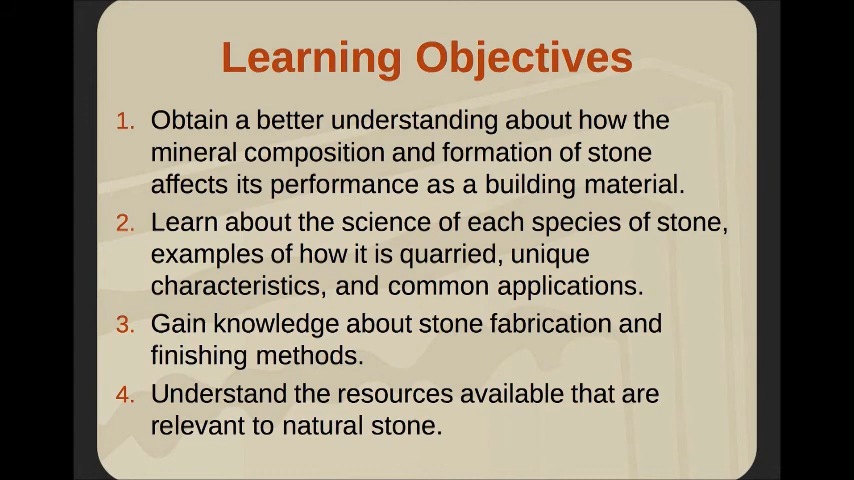 Learning Objectives
1. Obtain a better understanding about how the
mineral composition and formation of stone
affects its performance as a building material.
2. Learn about the science of each species of stone,
examples of how it is quarried, unique
characteristics, and common applications.
3. Gain knowledge about stone fabrication and
finishing methods.
4. Understand the resources available that are
relevant to natural stone.